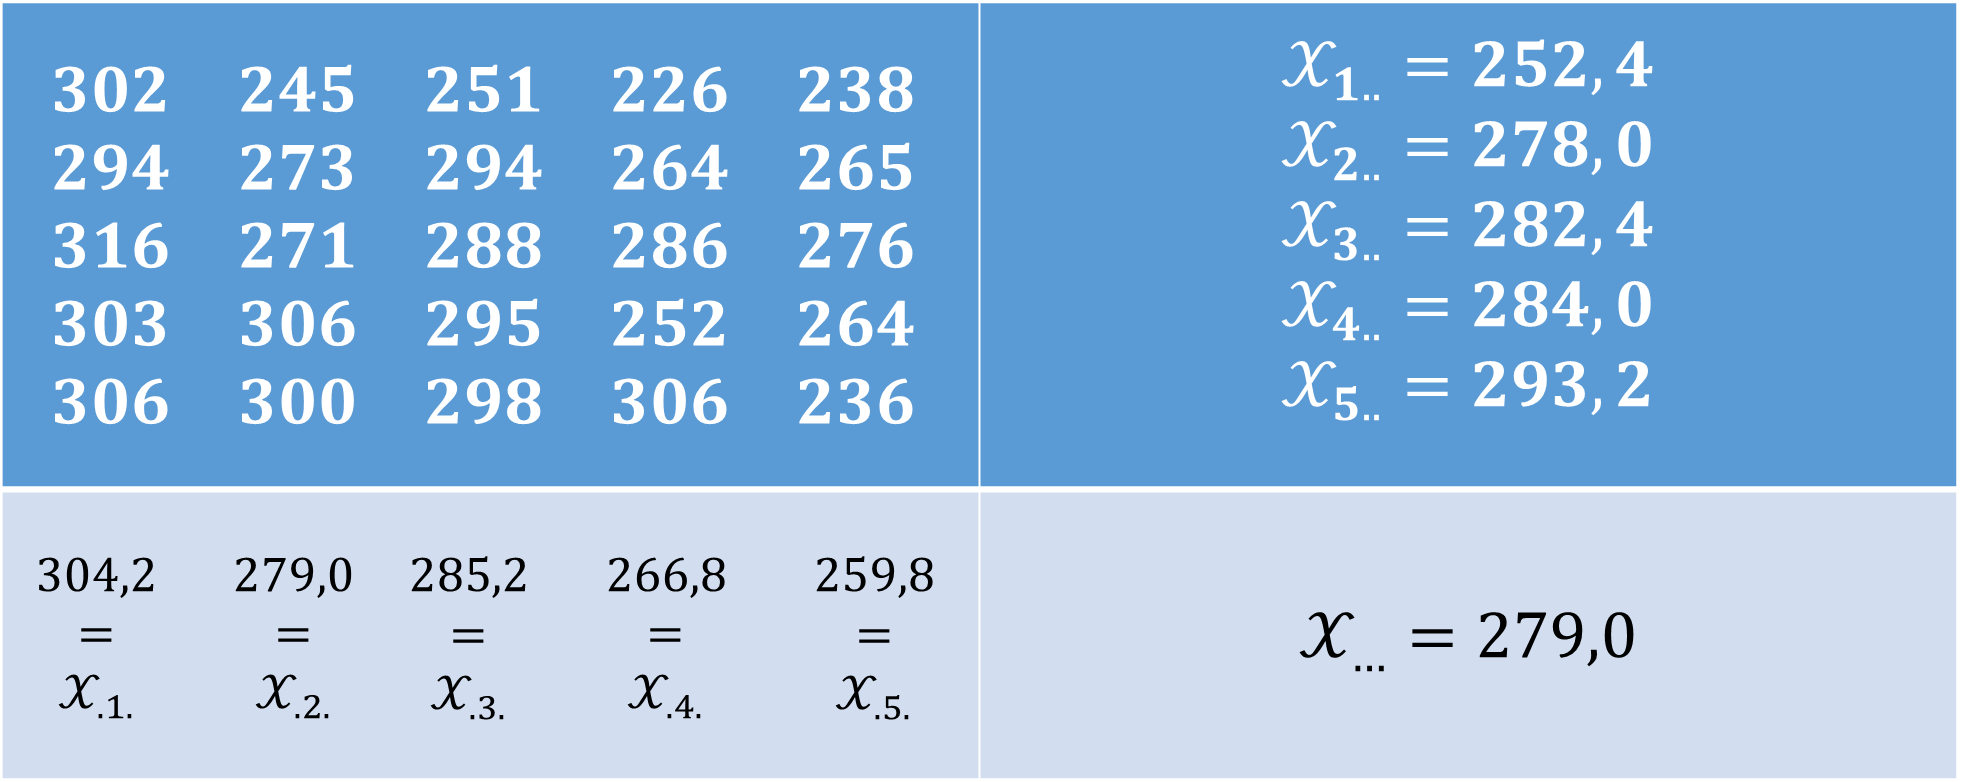 302 245 251 226 238
294 273 294 264 265
316 271 288 286 276
303 306 295 252 264
306 300 298 306 236
𝒳₁.. = 252,4
𝒳₂.. = 278,0
𝒳₃.. = 282,4
𝒳₄.. = 284,0
𝒳₅.. = 293,2
304,2 279,0 285,2 266,8 259,8
= = = = =
𝒳.₁. 𝒳.₂. 𝒳.₃. 𝒳.₄. 𝒳.₅.
𝒳... = 279,0